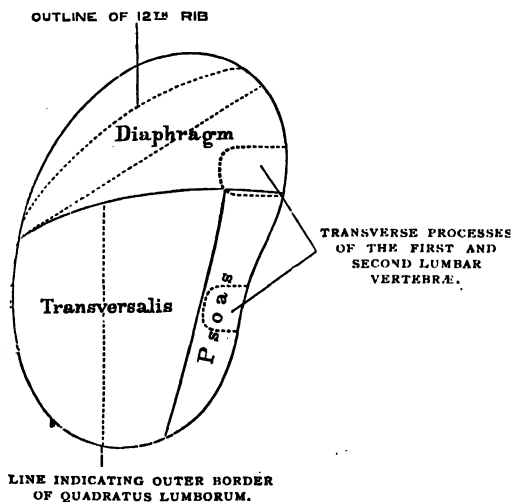 OUTLINE OF 12TH RIB
Diaphragm
TRANSVERSE PROCESSES
OF THE FIRST AND
SECOND LUMBAR
VERTEBRÆ.
Transversalis
Psoas
LINE INDICATING OUTER BORDER
OF QUADRATUS LUMBORUM.